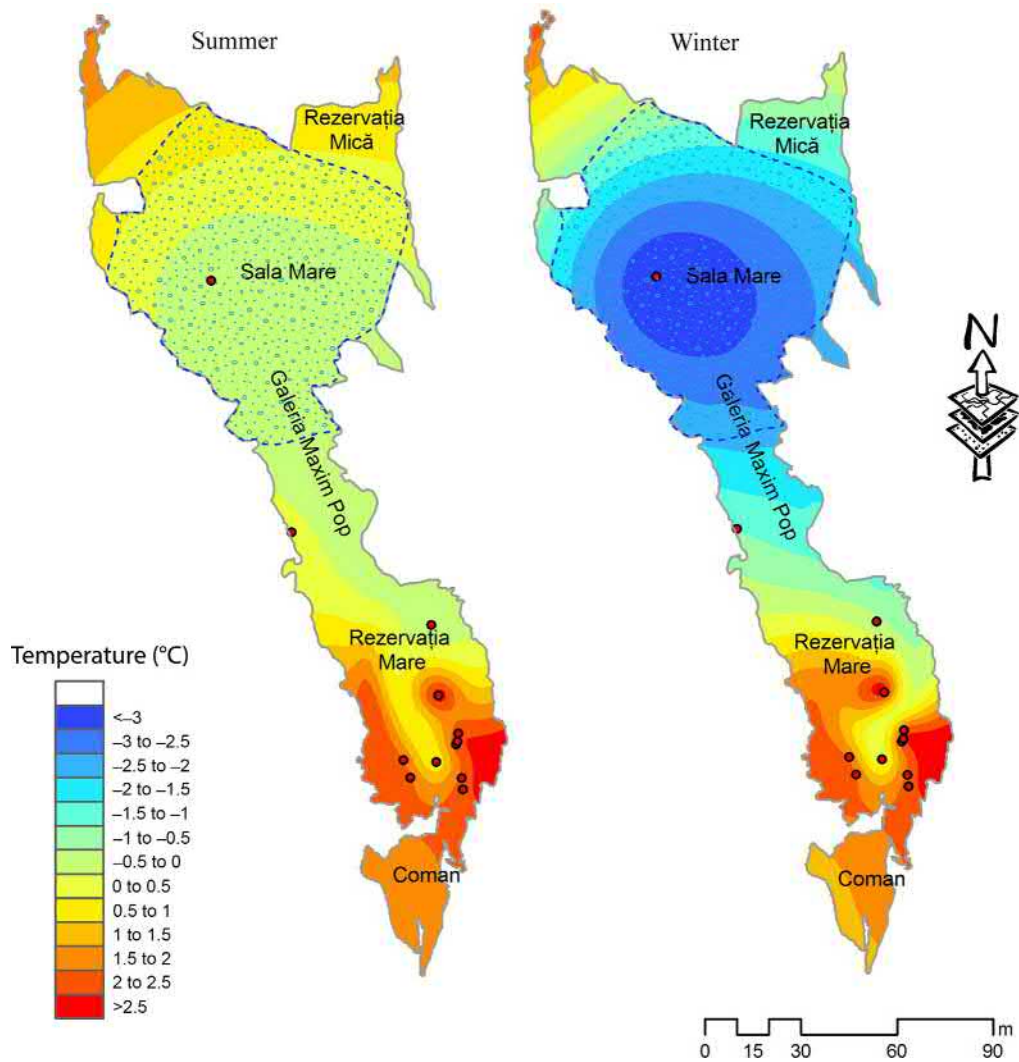 Summer
Winter
Rezervația
Mică
Rezervația
Mică
Sala Mare
Sala Mare
Galeria Maxim Pop
Galeria Maxim Pop
N
Rezervația
Mare
Rezervația
Mare
Coman
Coman
Temperature (°C)
<–3
–3 to –2.5
–2.5 to –2
–2 to –1.5
–1.5 to –1
–1 to –0.5
–0.5 to 0
0 to 0.5
0.5 to 1
1 to 1.5
1.5 to 2
2 to 2.5
>2.5
m
0 15 30 60 90